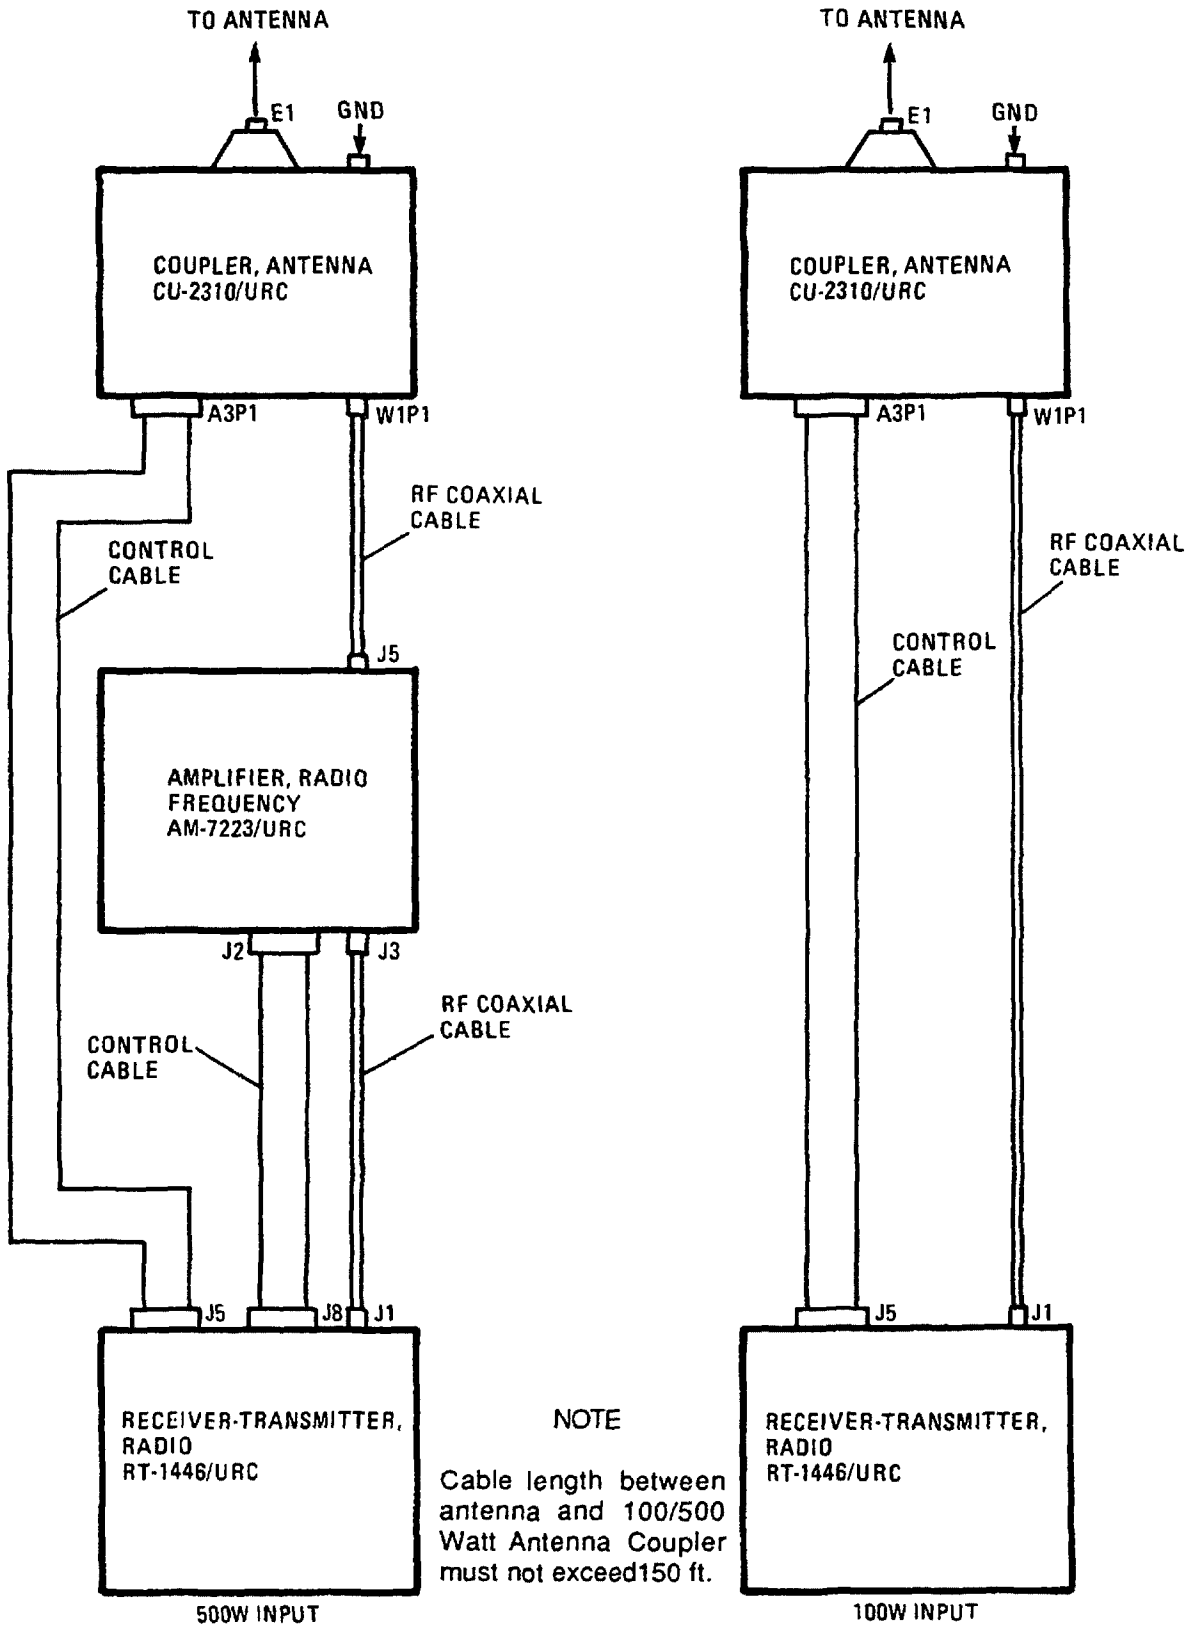 TO ANTENNA
E1
GND
COUPLER, ANTENNA
CU-2310/URC
A3P1
W1P1
RF COAXIAL
CABLE
CONTROL
CABLE
J5
AMPLIFIER, RADIO
FREQUENCY
AM-7223/URC
J2
J3
RF COAXIAL
CABLE
CONTROL
CABLE
J5
J8
J1
RECEIVER-TRANSMITTER,
RADIO
RT-1446/URC
500W INPUT
NOTE
Cable length between
antenna and 100/500
Watt Antenna Coupler
must not exceed150 ft.
TO ANTENNA
E1
GND
COUPLER, ANTENNA
CU-2310/URC
A3P1
W1P1
RF COAXIAL
CABLE
CONTROL
CABLE
J5
J1
RECEIVER-TRANSMITTER,
RADIO
RT-1446/URC
100W INPUT